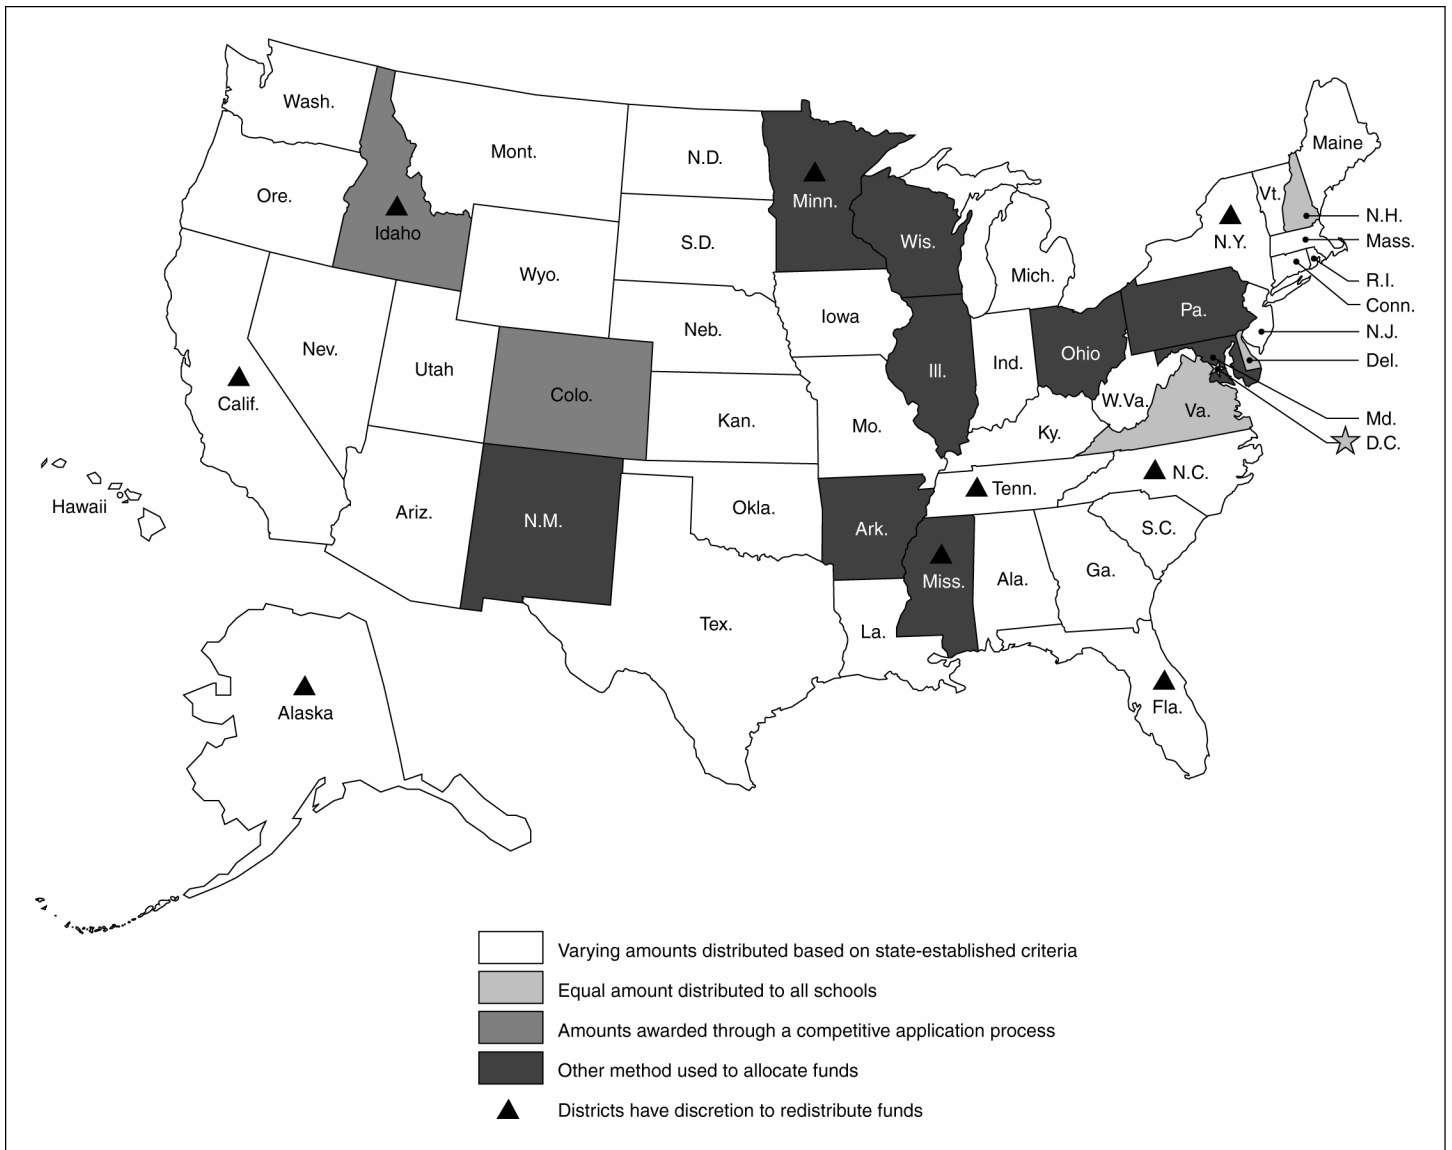 Wash.
Maine
Mont.
N.D.
Minn.
Vt.
Ore.
Idaho
N.H.
S.D.
Wis.
N.Y.
Mass.
Wyo.
Mich.
R.I.
Conn.
Iowa
Pa.
Neb.
N.J.
Nev.
Ohio
Utah
Ind.
Del.
Ill.
Colo.
Calif.
W.Va.
Va.
Md.
Kan.
Mo.
Ky.
D.C.
Hawaii
N.C.
Tenn.
Ariz.
Okla.
N.M.
Ark.
S.C.
Miss.
Ala.
Ga.
Tex.
La.
Alaska
Fla.
Varying amounts distributed based on state-established criteria
Equal amount distributed to all schools
Amounts awarded through a competitive application process
Other method used to allocate funds
Districts have discretion to redistribute funds